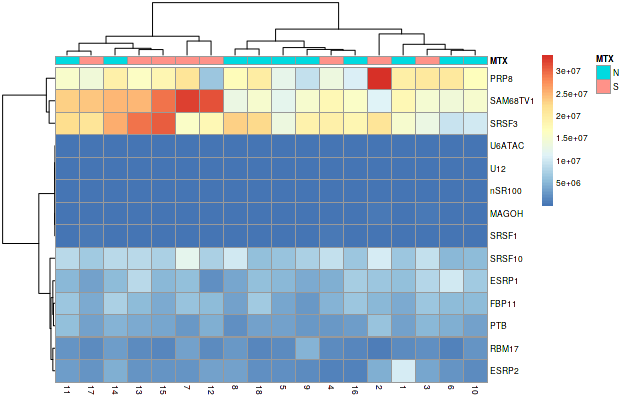 MTX
PRP8
SAM68TV1
SRSF3
U6ATAC
U12
nSR100
MAGOH
SRSF1
SRSF10
ESRP1
FBP11
PTB
RBM17
ESRP2
11 17 14 13 15 7 12 8 18 5 9 4 16 2 1 3 6 10
3e+07
2.5e+07
2e+07
1.5e+07
1e+07
5e+06
MTX
N
S